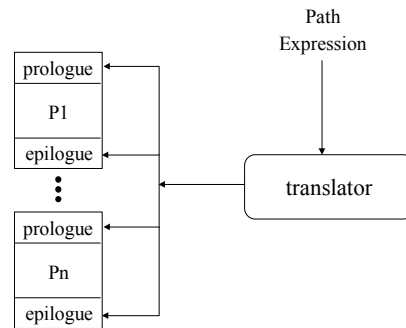 Path
Expression
prologue
P1
epilogue
translator
prologue
Pn
epilogue